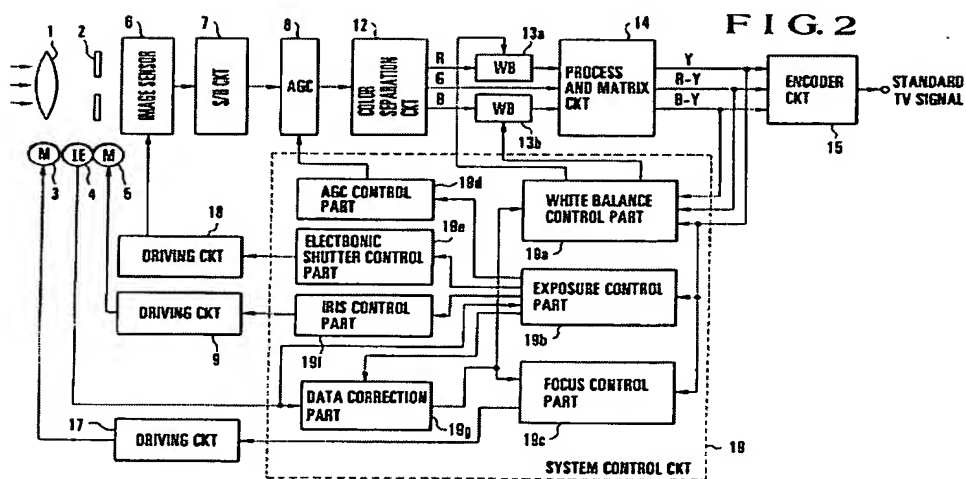 FIG. 2
1
2
6
7
8
12
13a
14
IMAGE SENSOR
S/H CKT
AGC
COLOR SEPARATION CKT
R
G
B
WB
WB
13b
PROCESS AND MATRIX CKT
Y
R-Y
B-Y
ENCODER CKT
15
STANDARD TV SIGNAL
M
IE
M
3
4
5
AGC CONTROL PART
19d
WHITE BALANCE CONTROL PART
19a
18
DRIVING CKT
ELECTRONIC SHUTTER CONTROL PART
19e
EXPOSURE CONTROL PART
19b
DRIVING CKT
9
IRIS CONTROL PART
19f
DATA CORRECTION PART
19g
FOCUS CONTROL PART
19c
17
DRIVING CKT
19
SYSTEM CONTROL CKT